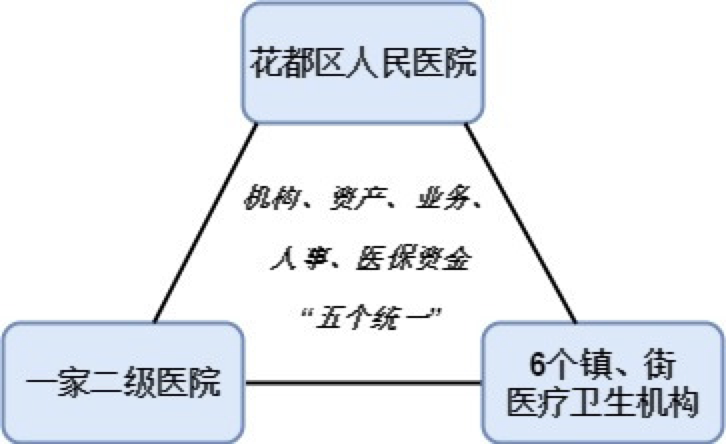 花都区人民医院
机构、资产、业务、
人事、医保资金
“五个统一”
一家二级医院
6个镇、街
医疗卫生机构